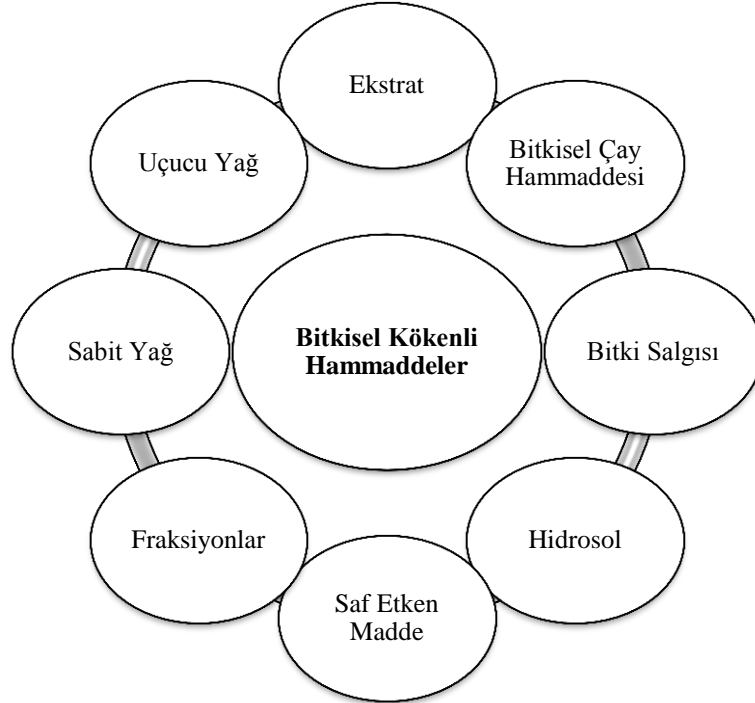 Ekstrat
Bitkisel Çay
Hammaddesi
Uçucu Yağ
Bitkisel Kökenli
Hammaddeler
Sabit Yağ
Bitki Salgısı
Fraksiyonlar
Hidrosol
Saf Etken
Madde